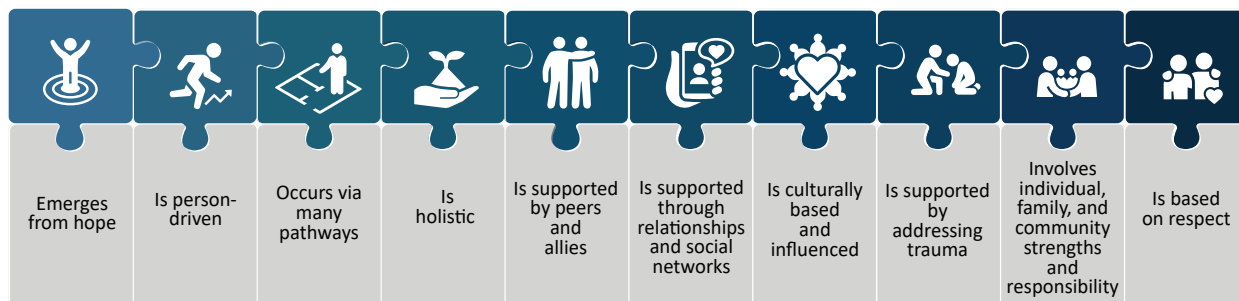 Emerges
from hope
Is person-
driven
Occurs via
many
pathways
Is
holistic
Is supported
by peers
and
allies
Is supported
through
relationships
and social
networks
Is culturally
based
and
influenced
Is supported
by
addressing
trauma
Involves
individual,
family, and
community
strengths
and
responsibility
Is based
on respect